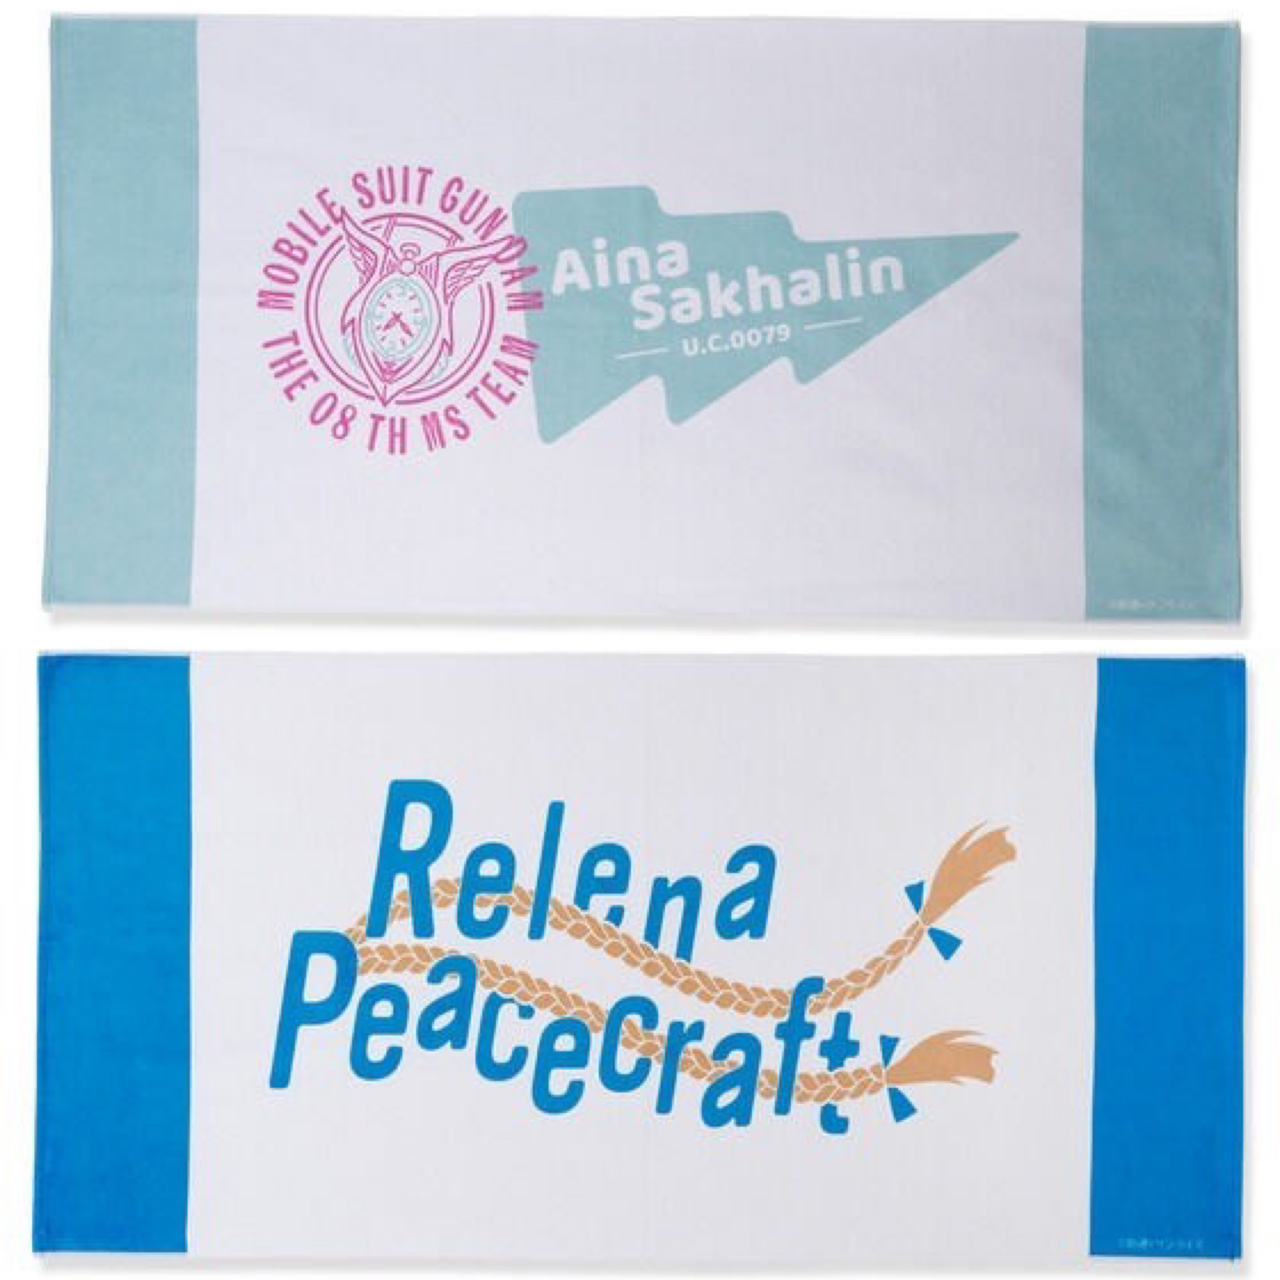 MOBILE SUIT GUNDAM
THE 08 TH MS TEAM
Aina
Sakhalin
U.C.0079
Relena
Peacecraft